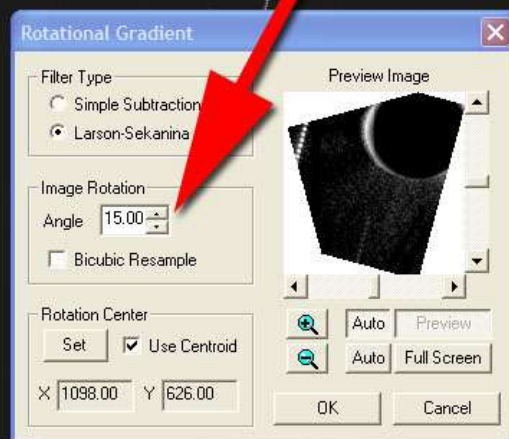 Rotational Gradient
Filter Type
Simple Subtraction
Larson-Sekanina
Image Rotation
Angle 15.00
Bicubic Resample
Rotation Center
Set Use Centroid
X 1098.00 Y 626.00
Preview Image
Auto Preview
Auto Full Screen
OK Cancel